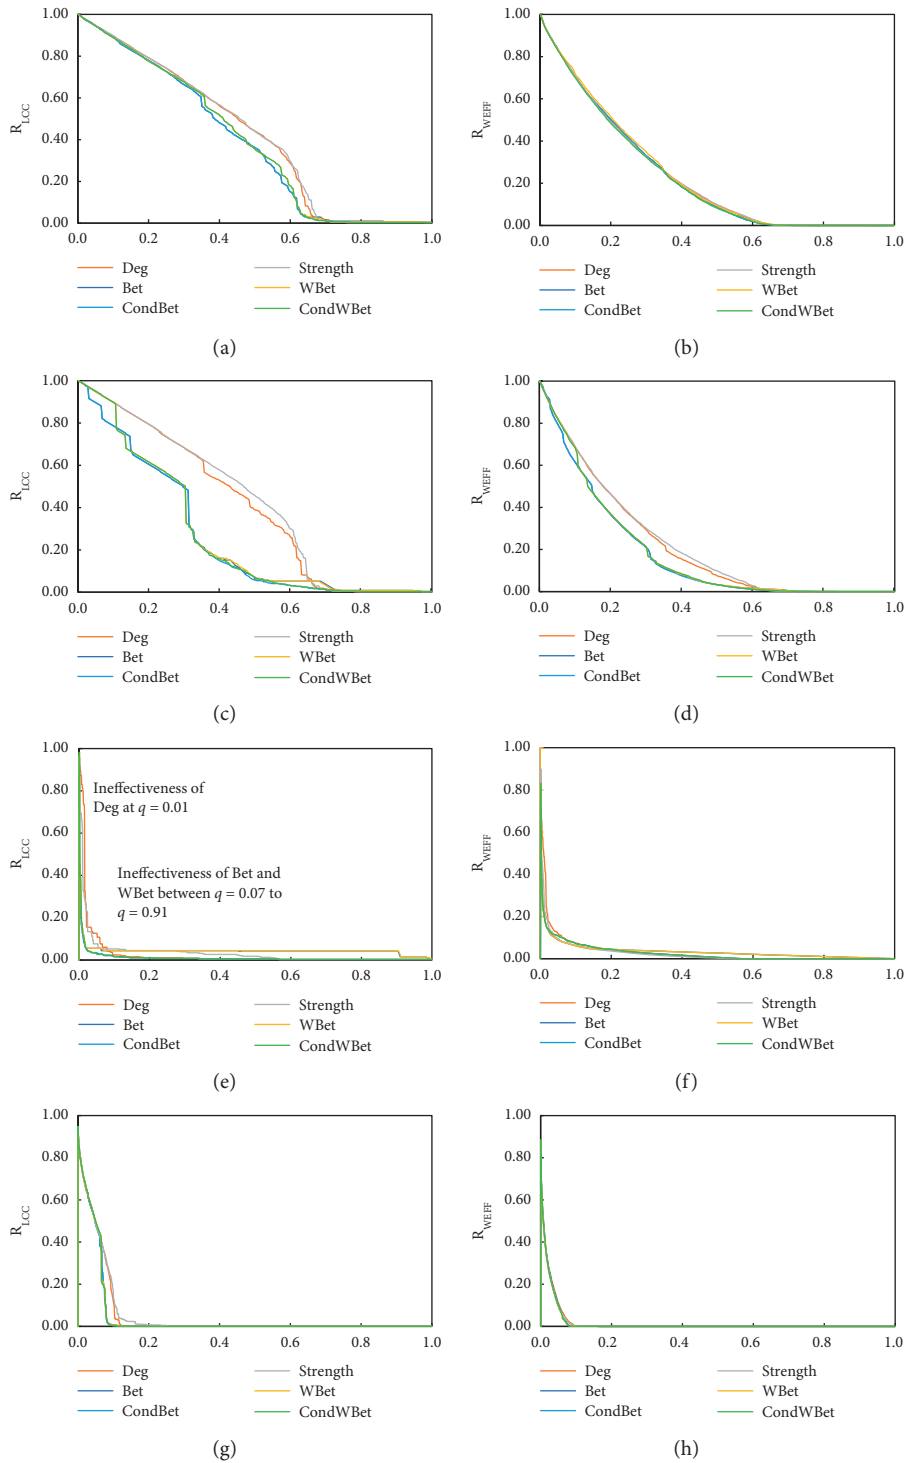 1.00
0.80
0.60
0.40
0.20
0.00
R_LCC
0.0 0.2 0.4 0.6 0.8 1.0
Deg Strength
Bet WBet
CondBet CondWBet
(a)
1.00
0.80
0.60
0.40
0.20
0.00
R_WEFF
0.0 0.2 0.4 0.6 0.8 1.0
Deg Strength
Bet WBet
CondBet CondWBet
(b)
1.00
0.80
0.60
0.40
0.20
0.00
R_LCC
0.0 0.2 0.4 0.6 0.8 1.0
Deg Strength
Bet WBet
CondBet CondWBet
(c)
1.00
0.80
0.60
0.40
0.20
0.00
R_WEFF
0.0 0.2 0.4 0.6 0.8 1.0
Deg Strength
Bet WBet
CondBet CondWBet
(d)
1.00
0.80
0.60
0.40
0.20
0.00
R_LCC
Ineffectiveness of
Deg at q = 0.01
Ineffectiveness of Bet and
WBet between q = 0.07 to
q = 0.91
0.0 0.2 0.4 0.6 0.8 1.0
Deg Strength
Bet WBet
CondBet CondWBet
(e)
1.00
0.80
0.60
0.40
0.20
0.00
R_WEFF
0.0 0.2 0.4 0.6 0.8 1.0
Deg Strength
Bet WBet
CondBet CondWBet
(f)
1.00
0.80
0.60
0.40
0.20
0.00
R_LCC
0.0 0.2 0.4 0.6 0.8 1.0
Deg Strength
Bet WBet
CondBet CondWBet
(g)
1.00
0.80
0.60
0.40
0.20
0.00
R_WEFF
0.0 0.2 0.4 0.6 0.8 1.0
Deg Strength
Bet WBet
CondBet CondWBet
(h)